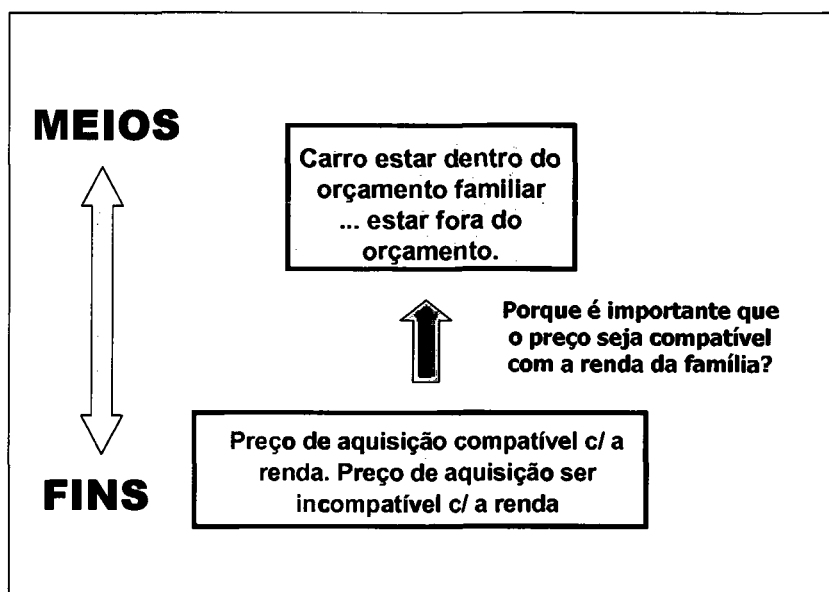 MEIOS
Carro estar dentro do
orçamento familiar
... estar fora do
orçamento.
Porque é importante que
o preço seja compatível
com a renda da família?
Preço de aquisição compatível c/ a
renda. Preço de aquisição ser
incompatível c/ a renda
FINS